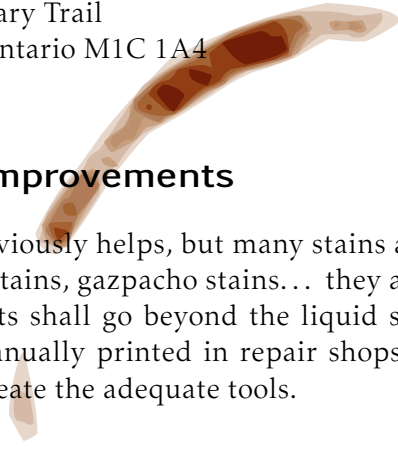 ary Trail
ntario M1C 1A4
mprovements
viously helps, but many stains a
tains, gazpacho stains... they a
ts shall go beyond the liquid s
nnually printed in repair shops
eate the adequate tools.